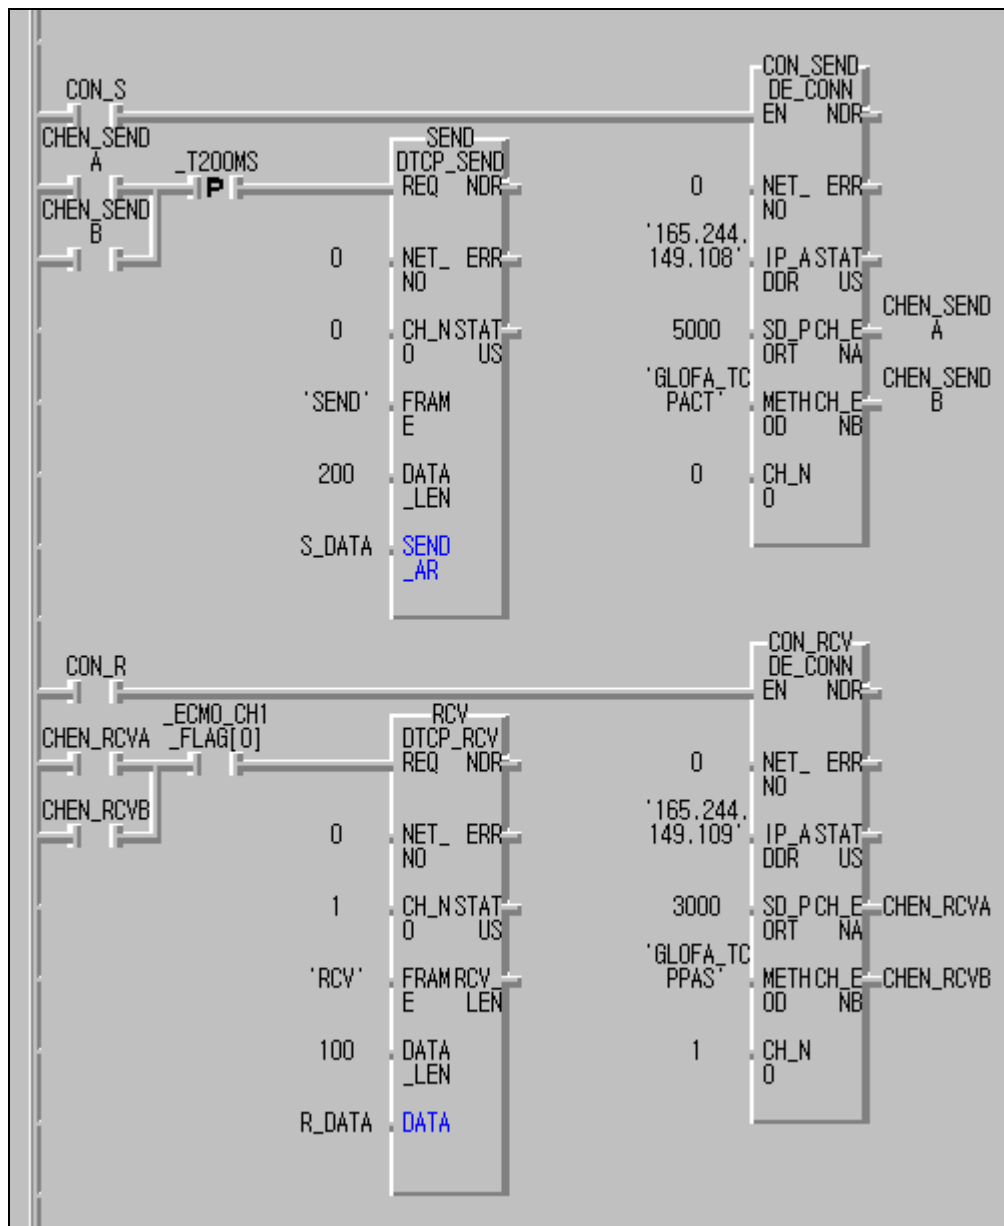 CON_S
CON_SEND
DE_CONN
EN NDR
CHEN_SEND
A
_T200MS
P
SEND
DTCP_SEND
REQ NDR
0
NET_ ERR
NO
CHEN_SEND
B
0
NET_ ERR
NO
'165.244.
149.108'
IP_A STAT
DDR US
0
CH_N STAT
O US
5000
SD_P CH_E
ORT NA
CHEN_SEND
A
'SEND'
FRAM
E
'GLOFA_TC
PACT'
METH CH_E
OD NB
CHEN_SEND
B
200
DATA
_LEN
0
CH_N
O
S_DATA
SEND
_AR
CON_R
CON_RCV
DE_CONN
EN NDR
CHEN_RCVA
_ECM0_CH1
_FLAG[0]
RCV
DTCP_RCV
REQ NDR
0
NET_ ERR
NO
CHEN_RCVB
0
NET_ ERR
NO
'165.244.
149.109'
IP_A STAT
DDR US
1
CH_N STAT
O US
3000
SD_P CH_E
ORT NA
CHEN_RCVA
'RCV'
FRAM RCV_
E LEN
'GLOFA_TC
PPAS'
METH CH_E
OD NB
CHEN_RCVB
100
DATA
_LEN
1
CH_N
O
R_DATA
DATA